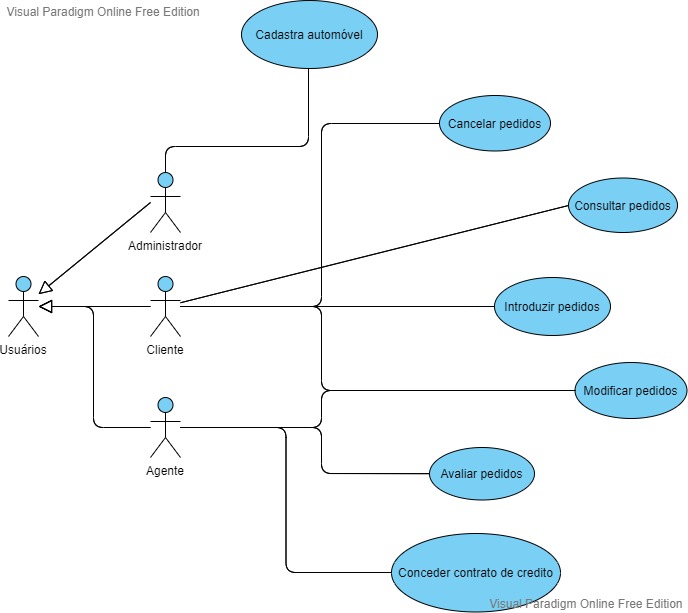 Visual Paradigm Online Free Edition
Cadastra automóvel
Cancelar pedidos
Consultar pedidos
Administrador
Introduzir pedidos
Usuários
Cliente
Modificar pedidos
Agente
Avaliar pedidos
Conceder contrato de credito
Visual Paradigm Online Free Edition